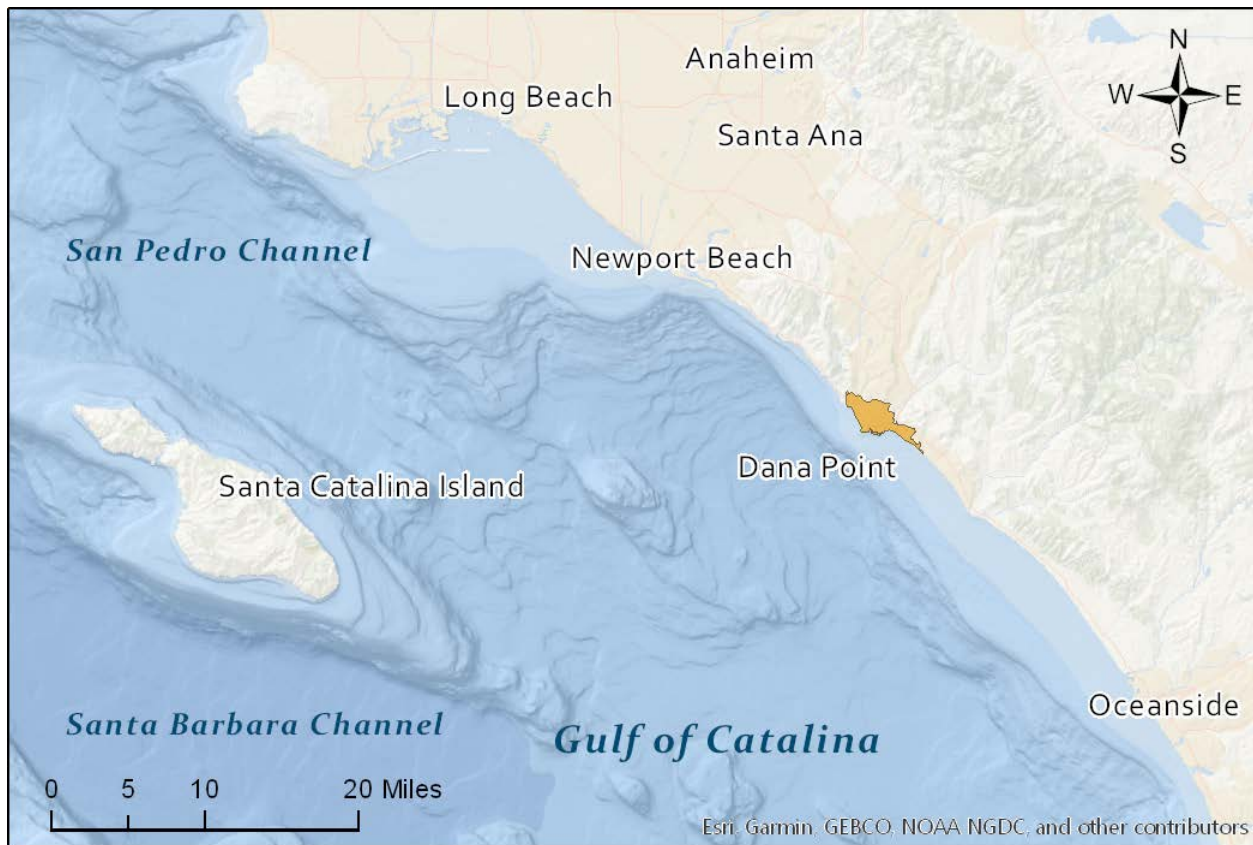 Anaheim
N
Long Beach
W E
Santa Ana
S
San Pedro Channel
Newport Beach
Dana Point
Santa Catalina Island
Oceanside
Santa Barbara Channel
Gulf of Catalina
0 5 10 20 Miles
Esri, Garmin, GEBCO, NOAA NGDC, and other contributors